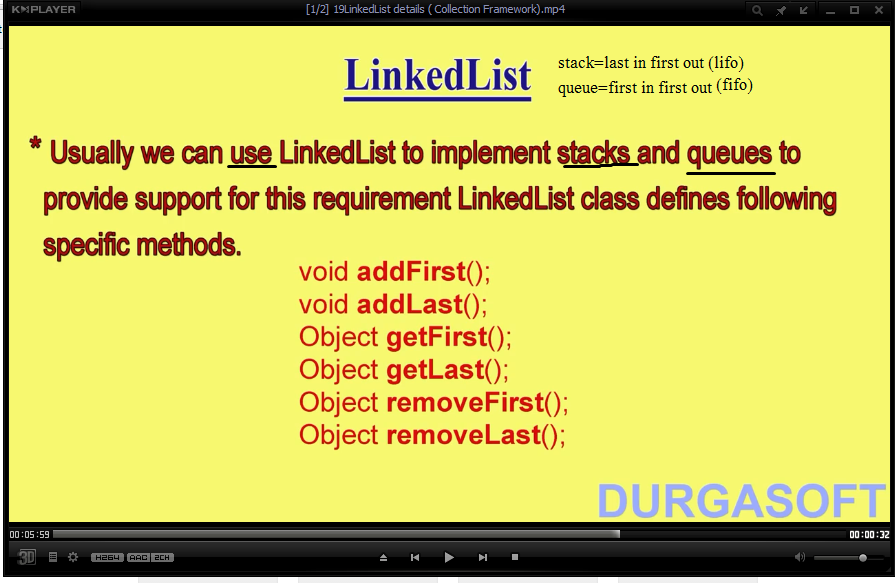 KMPLAYER
[1/2] 19LinkedList details ( Collection Framework).mp4
LinkedList
stack=last in first out (lifo)
queue=first in first out (fifo)
* Usually we can use LinkedList to implement stacks and queues to
provide support for this requirement LinkedList class defines following
specific methods.
void addFirst();
void addLast();
Object getFirst();
Object getLast();
Object removeFirst();
Object removeLast();
DURGASOFT
00:05:59
00:00:32
3D
H264 AAC 2CH